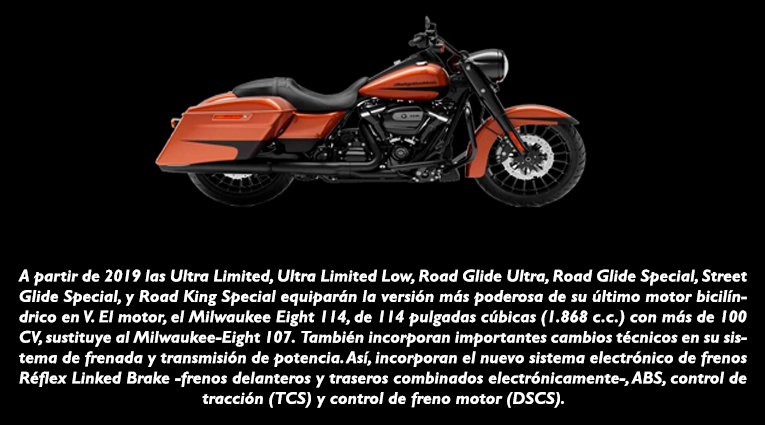 A partir de 2019 las Ultra Limited, Ultra Limited Low, Road Glide Ultra, Road Glide Special, Street
Glide Special, y Road King Special equiparán la versión más poderosa de su último motor bicilín-
drico en V. El motor, el Milwaukee Eight 114, de 114 pulgadas cúbicas (1.868 c.c.) con más de 100
CV, sustituye al Milwaukee-Eight 107. También incorporan importantes cambios técnicos en su sis-
tema de frenada y transmisión de potencia. Así, incorporan el nuevo sistema electrónico de frenos
Réflex Linked Brake -frenos delanteros y traseros combinados electrónicamente-, ABS, control de
tracción (TCS) y control de freno motor (DSCS).